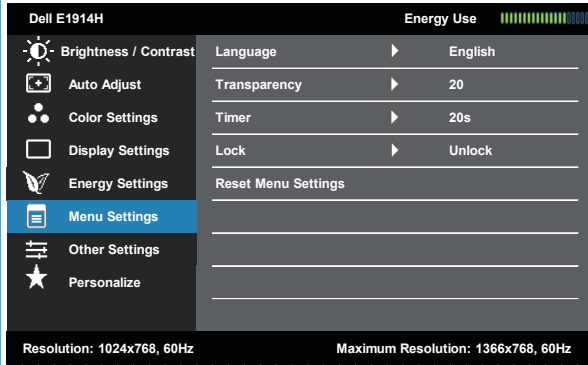 Dell E1914H Energy Use
Brightness / Contrast Language English
Auto Adjust Transparency 20
Color Settings Timer 20s
Display Settings Lock Unlock
Energy Settings Reset Menu Settings
Menu Settings
Other Settings
Personalize
Resolution: 1024x768, 60Hz Maximum Resolution: 1366x768, 60Hz